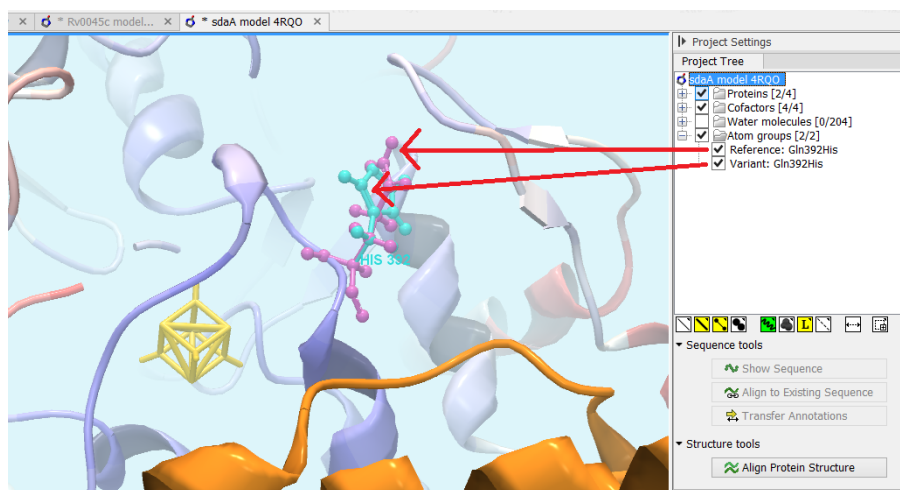 * Rv0045c model...
* sdaA model 4RQO
Project Settings
Project Tree
sdaA model 4RQO
Proteins [2/4]
Cofactors [4/4]
Water molecules [0/204]
Atom groups [2/2]
Reference: Gln392His
Variant: Gln392His
HIS 392
L
Sequence tools
Show Sequence
Align to Existing Sequence
Transfer Annotations
Structure tools
Align Protein Structure